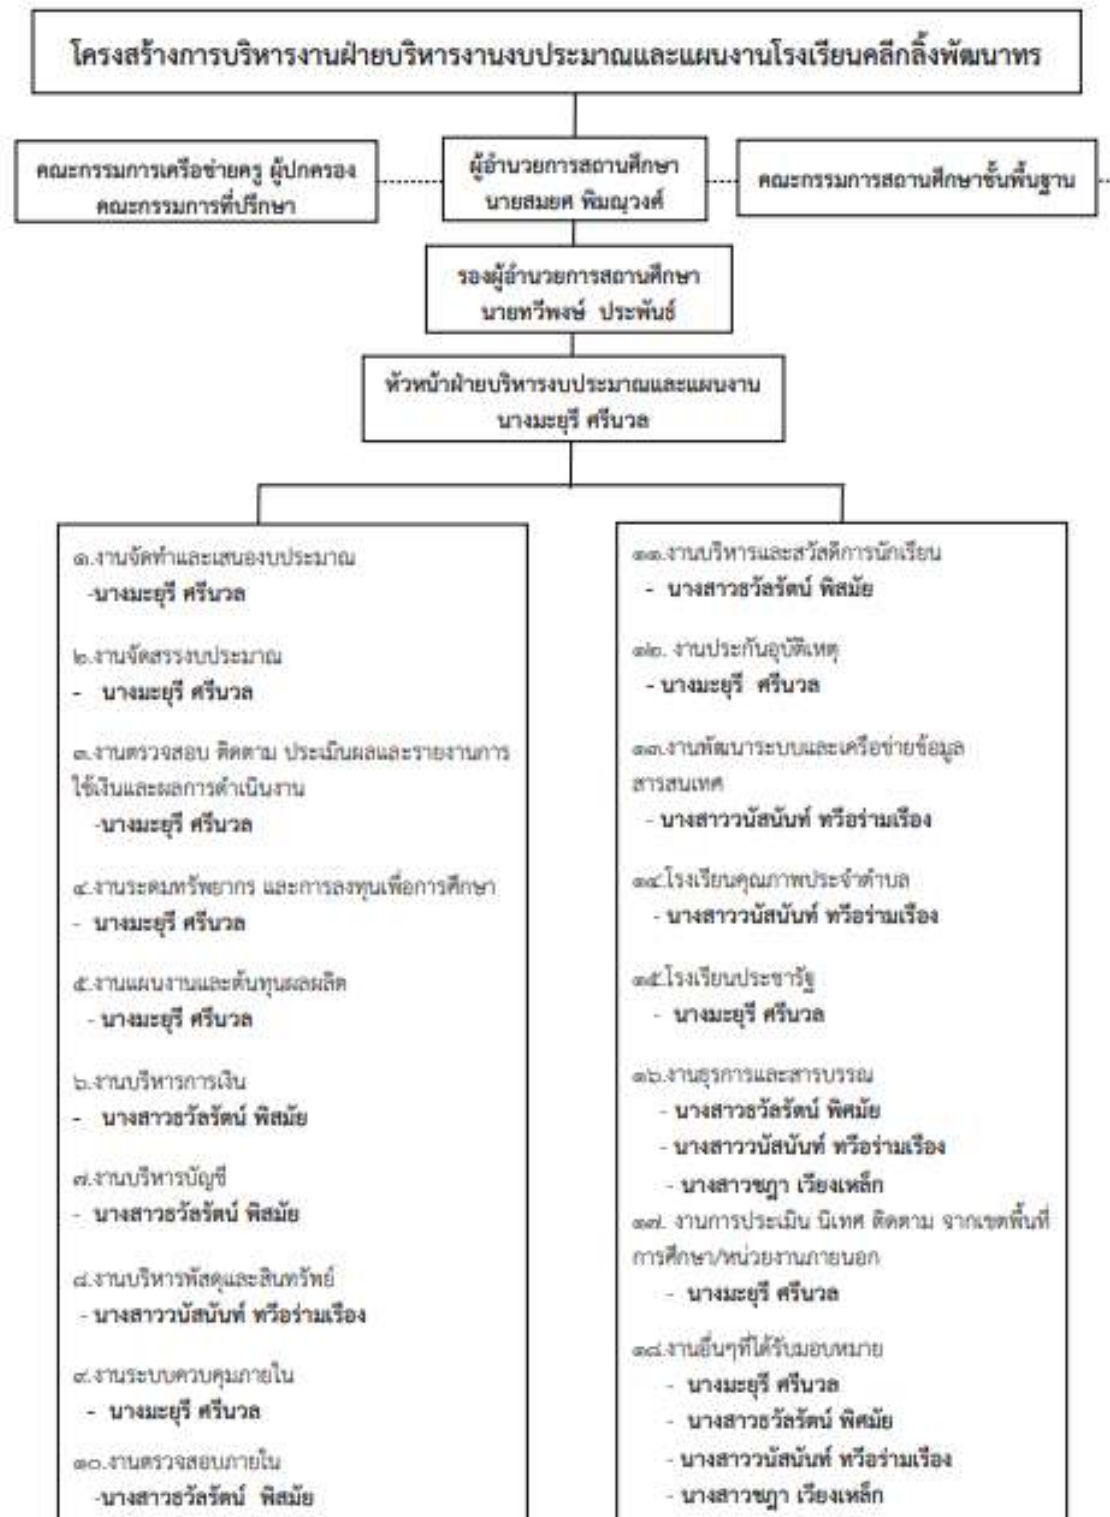 โครงสร้างการบริหารงานฝ่ายบริหารงานงบประมาณและแผนงานโรงเรียนคลีกลิ้งพัฒนาทร
คณะกรรมการเครือข่ายครู ผู้ปกครอง
คณะกรรมการที่ปรึกษา
ผู้อำนวยการสถานศึกษา
นายสมยศ พิมณุวงศ์
คณะกรรมการสถานศึกษาขั้นพื้นฐาน
รองผู้อำนวยการสถานศึกษา
นายทวีพงษ์ ประพันธ์
หัวหน้าฝ่ายบริหารงบประมาณและแผนงาน
นางมะยุรี ศรีนวล
๑.งานจัดทำและเสนองบประมาณ
-นางมะยุรี ศรีนวล
๒.งานจัดสรรงบประมาณ
- นางมะยุรี ศรีนวล
๓.งานตรวจสอบ ติดตาม ประเมินผลและรายงานการ
ใช้เงินและผลการดำเนินงาน
-นางมะยุรี ศรีนวล
๔.งานระดมทรัพยากร และการลงทุนเพื่อการศึกษา
- นางมะยุรี ศรีนวล
๕.งานแผนงานและต้นทุนผลผลิต
- นางมะยุรี ศรีนวล
๖.งานบริหารการเงิน
- นางสาวธวัลรัตน์ พิสมัย
๗.งานบริหารบัญชี
- นางสาวธวัลรัตน์ พิสมัย
๘.งานบริหารพัสดุและสินทรัพย์
- นางสาววนัสนันท์ ทวีอร่ามเรือง
๙.งานระบบควบคุมภายใน
- นางมะยุรี ศรีนวล
๑๐.งานตรวจสอบภายใน
-นางสาวธวัลรัตน์ พิสมัย
๑๑.งานบริหารและสวัสดิการนักเรียน
- นางสาวธวัลรัตน์ พิสมัย
๑๒. งานประกันอุบัติเหตุ
- นางมะยุรี ศรีนวล
๑๓.งานพัฒนาระบบและเครือข่ายข้อมูล
สารสนเทศ
- นางสาววนัสนันท์ ทวีอร่ามเรือง
๑๔.โรงเรียนคุณภาพประจำตำบล
- นางสาววนัสนันท์ ทวีอร่ามเรือง
๑๕.โรงเรียนประชารัฐ
- นางมะยุรี ศรีนวล
๑๖.งานธุรการและสารบรรณ
- นางสาวธวัลรัตน์ พิศมัย
- นางสาววนัสนันท์ ทวีอร่ามเรือง
- นางสาวชฎา เวียงเหล็ก
๑๗. งานการประเมิน นิเทศ ติดตาม จากเขตพื้นที่
การศึกษา/หน่วยงานภายนอก
- นางมะยุรี ศรีนวล
๑๘.งานอื่นๆที่ได้รับมอบหมาย
- นางมะยุรี ศรีนวล
- นางสาวธวัลรัตน์ พิศมัย
- นางสาววนัสนันท์ ทวีอร่ามเรือง
- นางสาวชฎา เวียงเหล็ก